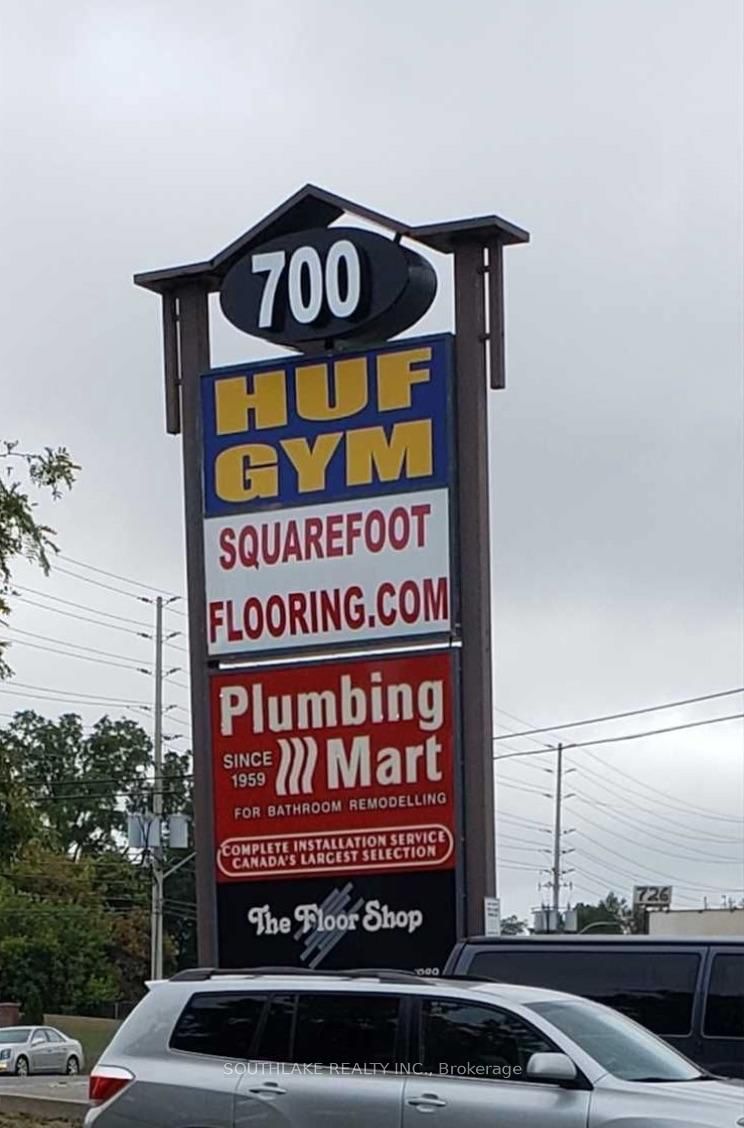 700
HUF
GYM
SQUAREFOOT
FLOORING.COM
Plumbing
SINCE
1959
Mart
FOR BATHROOM REMODELLING
COMPLETE INSTALLATION SERVICE
CANADA'S LARGEST SELECTION
The Floor Shop
726
SOUTHLAKE REALTY INC., Brokerage